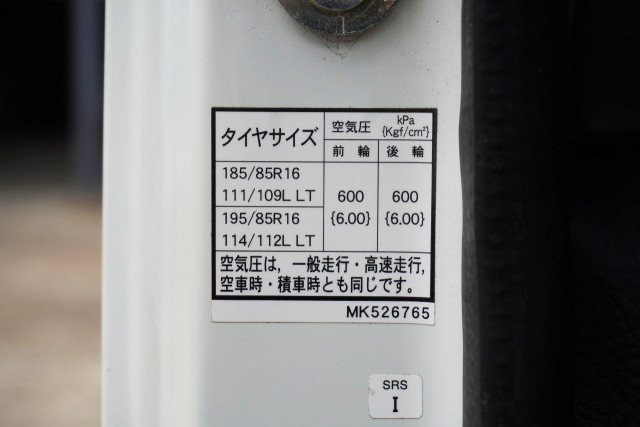 タイヤサイズ 空気圧 kPa {Kgf/cm²}
前輪 後輪
185/85R16
111/109L LT 600 {6.00} 600 {6.00}
195/85R16
114/112L LT
空気圧は，一般走行・高速走行，
空車時・積車時とも同じです。
MK526765
SRS
I